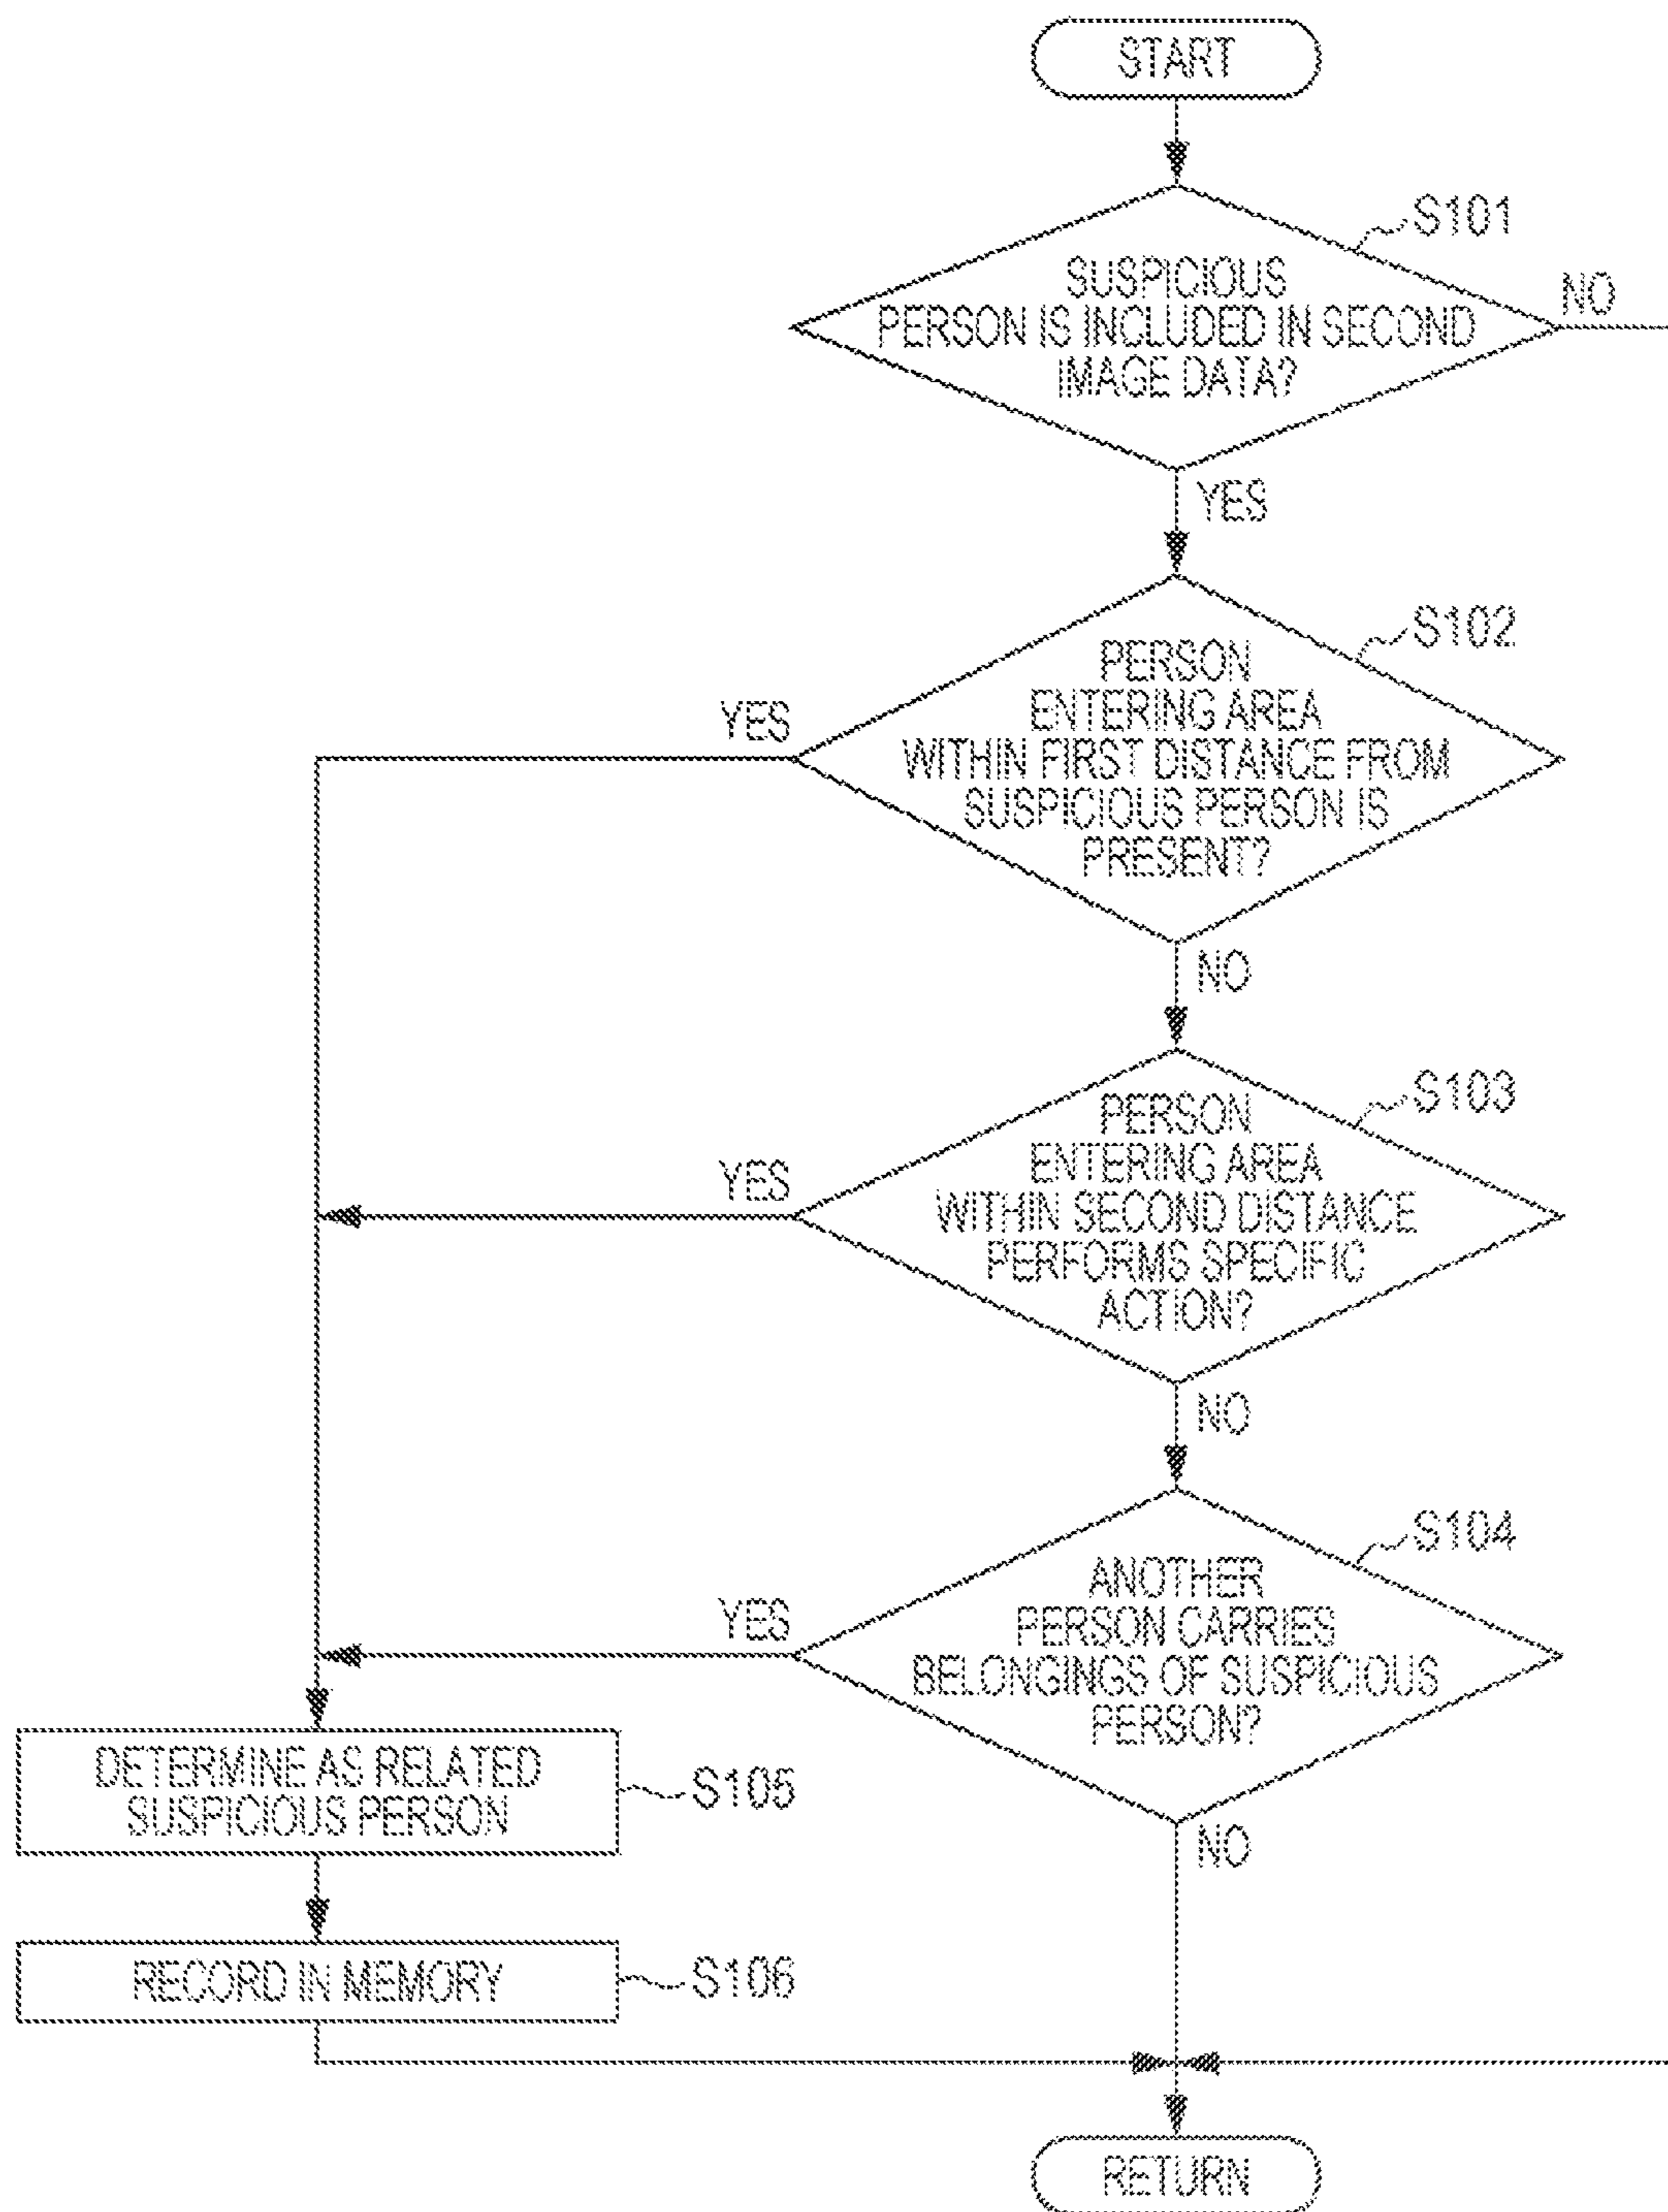 START
S101
SUSPICIOUS
PERSON IS INCLUDED IN SECOND
IMAGE DATA?
NO
YES
S102
PERSON
ENTERING AREA
WITHIN FIRST DISTANCE FROM
SUSPICIOUS PERSON IS
PRESENT?
YES
NO
S103
PERSON
ENTERING AREA
WITHIN SECOND DISTANCE
PERFORMS SPECIFIC
ACTION?
YES
NO
S104
ANOTHER
PERSON CARRIES
BELONGINGS OF SUSPICIOUS
PERSON?
YES
NO
DETERMINE AS RELATED
SUSPICIOUS PERSON
S105
RECORD IN MEMORY
S106
RETURN